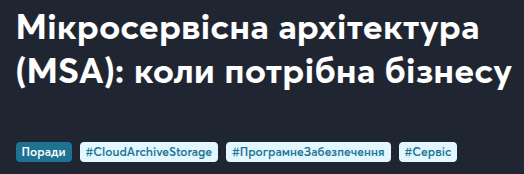 Мікросервісна архітектура
(MSA): коли потрібна бізнесу
Поради #CloudArchiveStorage #ПрограмнеЗабезпечення #Сервіс